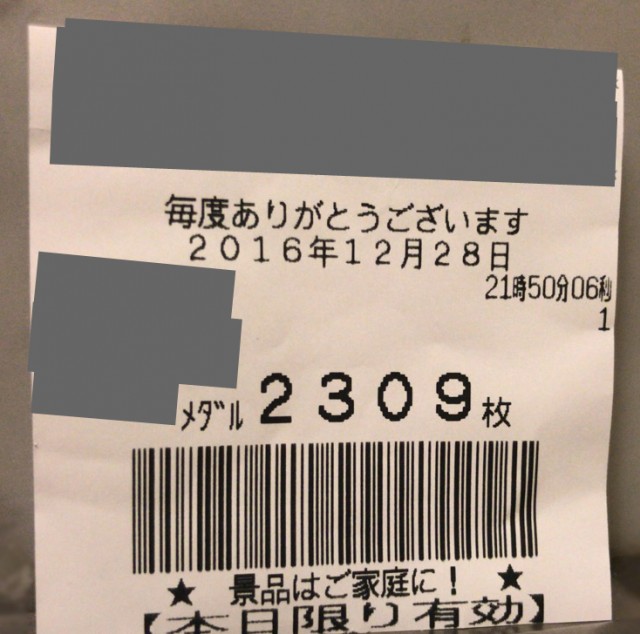 毎度ありがとうございます
２０１６年１２月２８日
21時50分06秒
1
ﾒﾀﾞﾙ ２３０９枚
★ 景品はご家庭に！ ★
【本日限り有効】